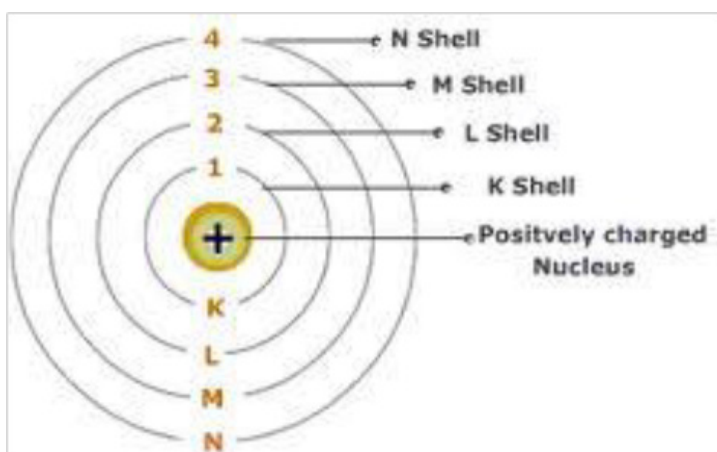 4
N Shell
3
M Shell
2
L Shell
1
K Shell
+
Positvely charged
Nucleus
K
L
M
N